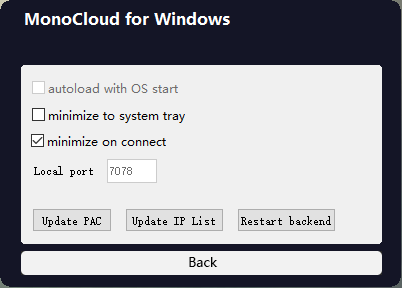 MonoCloud for Windows
autoload with OS start
minimize to system tray
minimize on connect
Local port 7078
Update PAC Update IP List Restart backend
Back